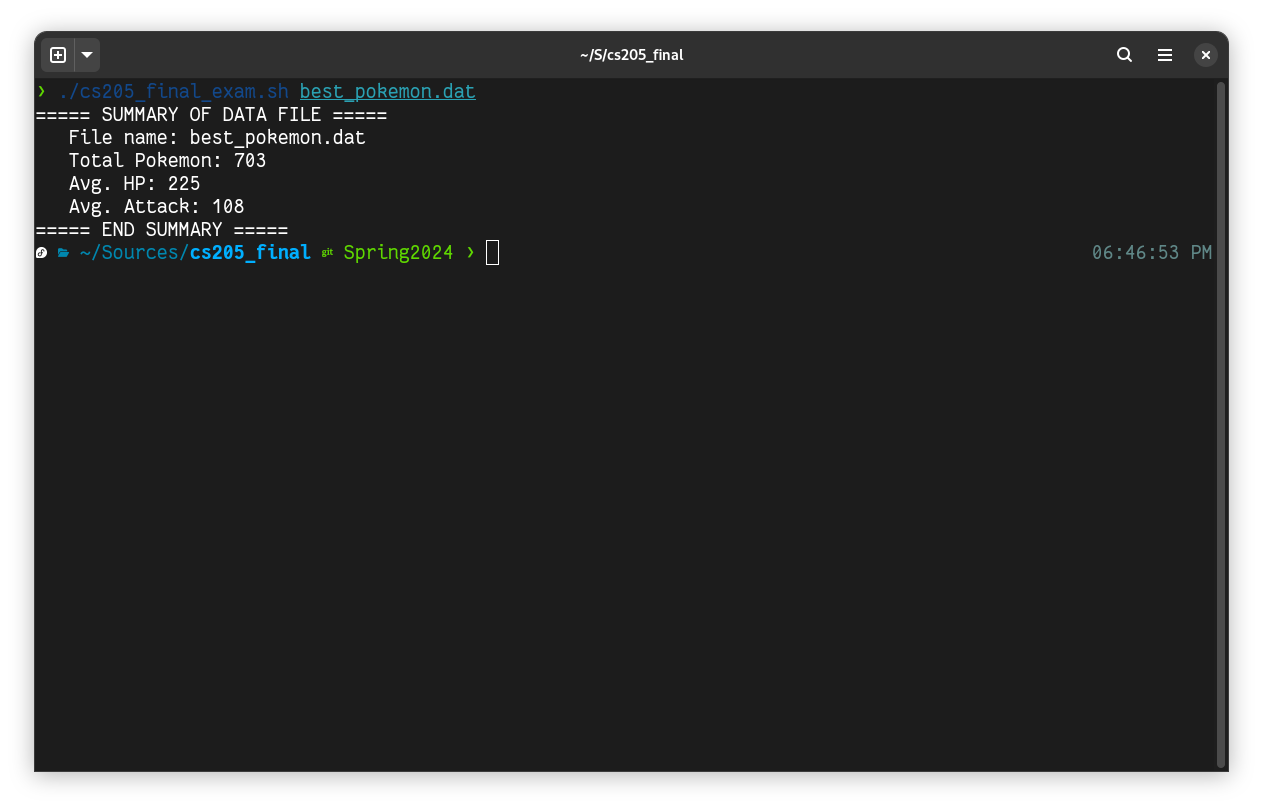 ~/S/cs205_final
❯ ./cs205_final_exam.sh best_pokemon.dat
===== SUMMARY OF DATA FILE =====
   File name: best_pokemon.dat
   Total Pokemon: 703
   Avg. HP: 225
   Avg. Attack: 108
===== END SUMMARY =====
~/Sources/cs205_final git Spring2024 ❯ 06:46:53 PM